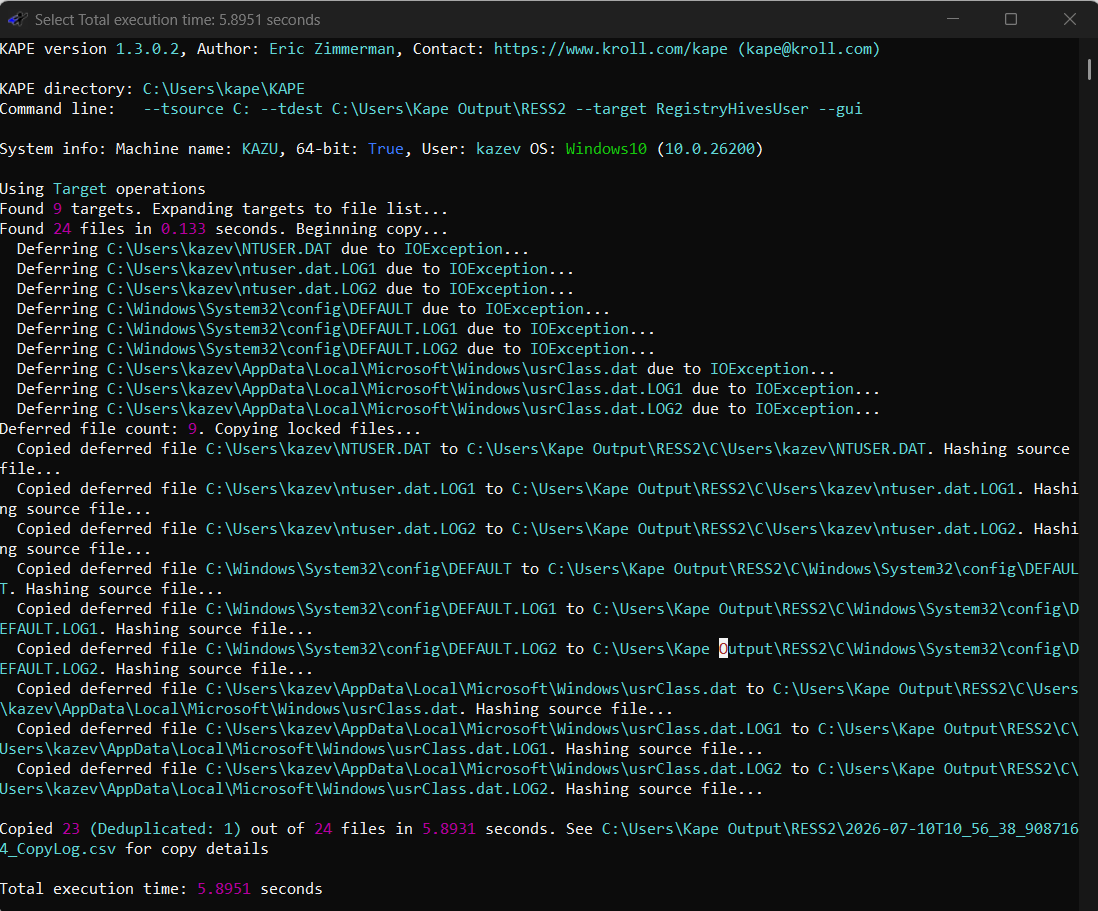 Select Total execution time: 5.8951 seconds
KAPE version 1.3.0.2, Author: Eric Zimmerman, Contact: https://www.kroll.com/kape (kape@kroll.com)
KAPE directory: C:\Users\kape\KAPE
Command line:   --tsource C: --tdest C:\Users\Kape Output\RESS2 --target RegistryHivesUser --gui
System info: Machine name: KAZU, 64-bit: True, User: kazev OS: Windows10 (10.0.26200)
Using Target operations
Found 9 targets. Expanding targets to file list...
Found 24 files in 0.133 seconds. Beginning copy...
  Deferring C:\Users\kazev\NTUSER.DAT due to IOException...
  Deferring C:\Users\kazev\ntuser.dat.LOG1 due to IOException...
  Deferring C:\Users\kazev\ntuser.dat.LOG2 due to IOException...
  Deferring C:\Windows\System32\config\DEFAULT due to IOException...
  Deferring C:\Windows\System32\config\DEFAULT.LOG1 due to IOException...
  Deferring C:\Windows\System32\config\DEFAULT.LOG2 due to IOException...
  Deferring C:\Users\kazev\AppData\Local\Microsoft\Windows\usrClass.dat due to IOException...
  Deferring C:\Users\kazev\AppData\Local\Microsoft\Windows\usrClass.dat.LOG1 due to IOException...
  Deferring C:\Users\kazev\AppData\Local\Microsoft\Windows\usrClass.dat.LOG2 due to IOException...
Deferred file count: 9. Copying locked files...
  Copied deferred file C:\Users\kazev\NTUSER.DAT to C:\Users\Kape Output\RESS2\C\Users\kazev\NTUSER.DAT. Hashing source
file...
  Copied deferred file C:\Users\kazev\ntuser.dat.LOG1 to C:\Users\Kape Output\RESS2\C\Users\kazev\ntuser.dat.LOG1. Hashi
ng source file...
  Copied deferred file C:\Users\kazev\ntuser.dat.LOG2 to C:\Users\Kape Output\RESS2\C\Users\kazev\ntuser.dat.LOG2. Hashi
ng source file...
  Copied deferred file C:\Windows\System32\config\DEFAULT to C:\Users\Kape Output\RESS2\C\Windows\System32\config\DEFAUL
T. Hashing source file...
  Copied deferred file C:\Windows\System32\config\DEFAULT.LOG1 to C:\Users\Kape Output\RESS2\C\Windows\System32\config\D
EFAULT.LOG1. Hashing source file...
  Copied deferred file C:\Windows\System32\config\DEFAULT.LOG2 to C:\Users\Kape Output\RESS2\C\Windows\System32\config\D
EFAULT.LOG2. Hashing source file...
  Copied deferred file C:\Users\kazev\AppData\Local\Microsoft\Windows\usrClass.dat to C:\Users\Kape Output\RESS2\C\Users
\kazev\AppData\Local\Microsoft\Windows\usrClass.dat. Hashing source file...
  Copied deferred file C:\Users\kazev\AppData\Local\Microsoft\Windows\usrClass.dat.LOG1 to C:\Users\Kape Output\RESS2\C\
Users\kazev\AppData\Local\Microsoft\Windows\usrClass.dat.LOG1. Hashing source file...
  Copied deferred file C:\Users\kazev\AppData\Local\Microsoft\Windows\usrClass.dat.LOG2 to C:\Users\Kape Output\RESS2\C\
Users\kazev\AppData\Local\Microsoft\Windows\usrClass.dat.LOG2. Hashing source file...
Copied 23 (Deduplicated: 1) out of 24 files in 5.8931 seconds. See C:\Users\Kape Output\RESS2\2026-07-10T10_56_38_908716
4_CopyLog.csv for copy details
Total execution time: 5.8951 seconds